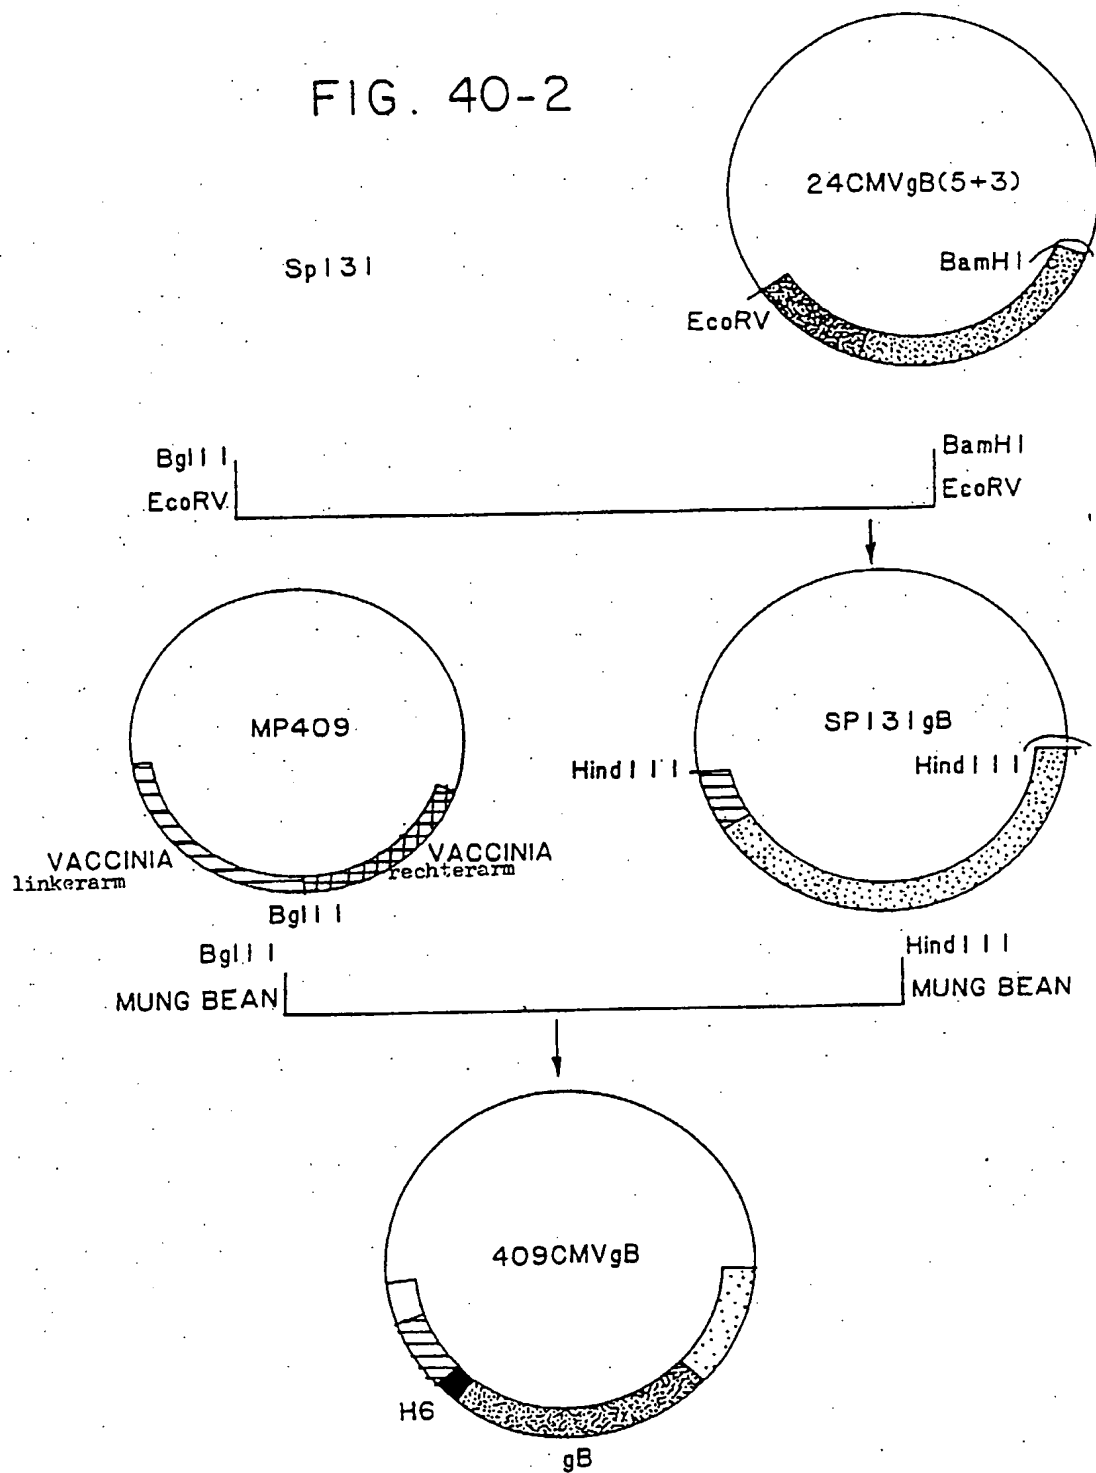 FIG. 40-2
24CMVgB(5+3)
Sp131
BamHI
EcoRV
BglII
EcoRV
BamHI
EcoRV
MP409
SP131gB
HindIII
HindIII
VACCINIA
linkerarm
VACCINIA
rechterarm
BglII
BglII
MUNG BEAN
HindIII
MUNG BEAN
409CMVgB
H6
gB